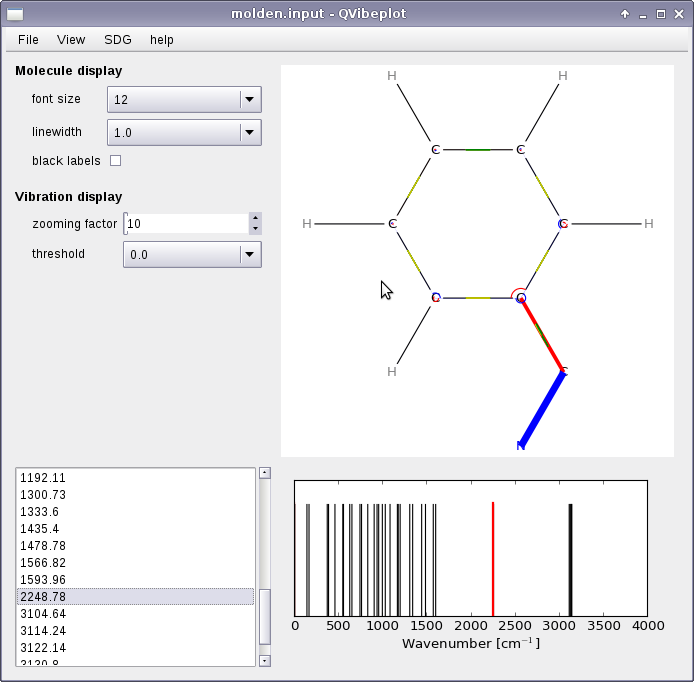 molden.input - QVibeplot
File View SDG help
Molecule display
font size 12
linewidth 1.0
black labels
Vibration display
zooming factor 10
threshold 0.0
H H
C C
H C C H
C C
H C
N
1192.11
1300.73
1333.6
1435.4
1478.78
1566.82
1593.96
2248.78
3104.64
3114.24
3122.14
3130.8
0 500 1000 1500 2000 2500 3000 3500 4000
Wavenumber [cm⁻¹]